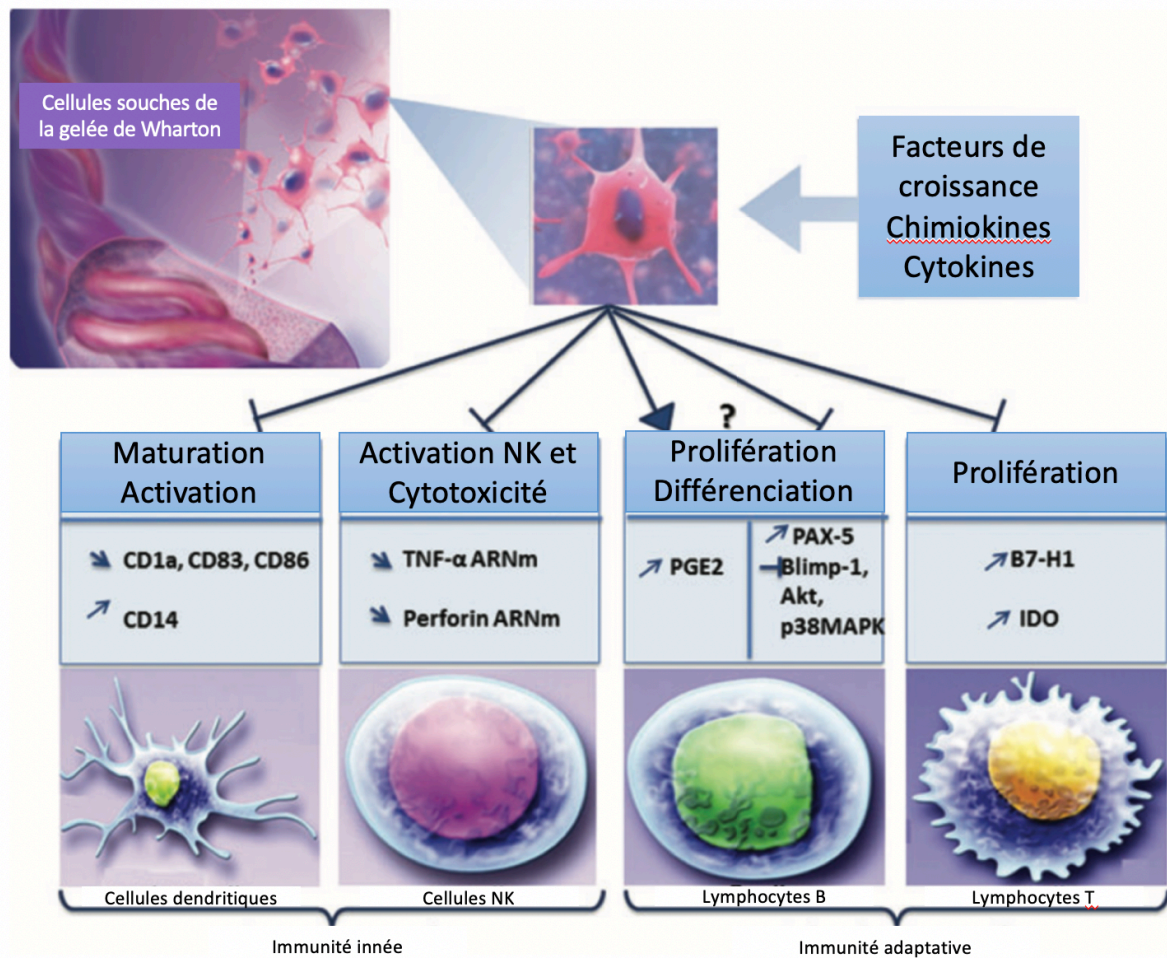 Cellules souches de
la gelée de Wharton
Facteurs de
croissance
Chimiokines
Cytokines
?
Maturation
Activation
↘ CD1a, CD83, CD86
↗ CD14
Activation NK et
Cytotoxicité
↘ TNF-α ARNm
↘ Perforin ARNm
Prolifération
Différenciation
↗ PGE2
↗ PAX-5
Blimp-1,
Akt,
p38MAPK
Prolifération
↗ B7-H1
↗ IDO
Cellules dendritiques
Cellules NK
Lymphocytes B
Lymphocytes T
Immunité innée
Immunité adaptative